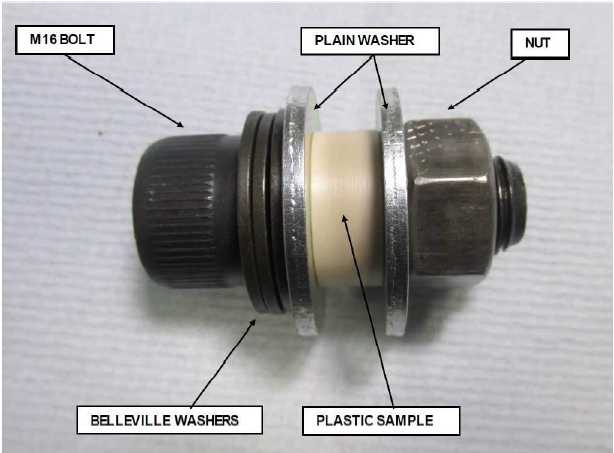 M16 BOLT
PLAIN WASHER
NUT
BELLEVILLE WASHERS
PLASTIC SAMPLE